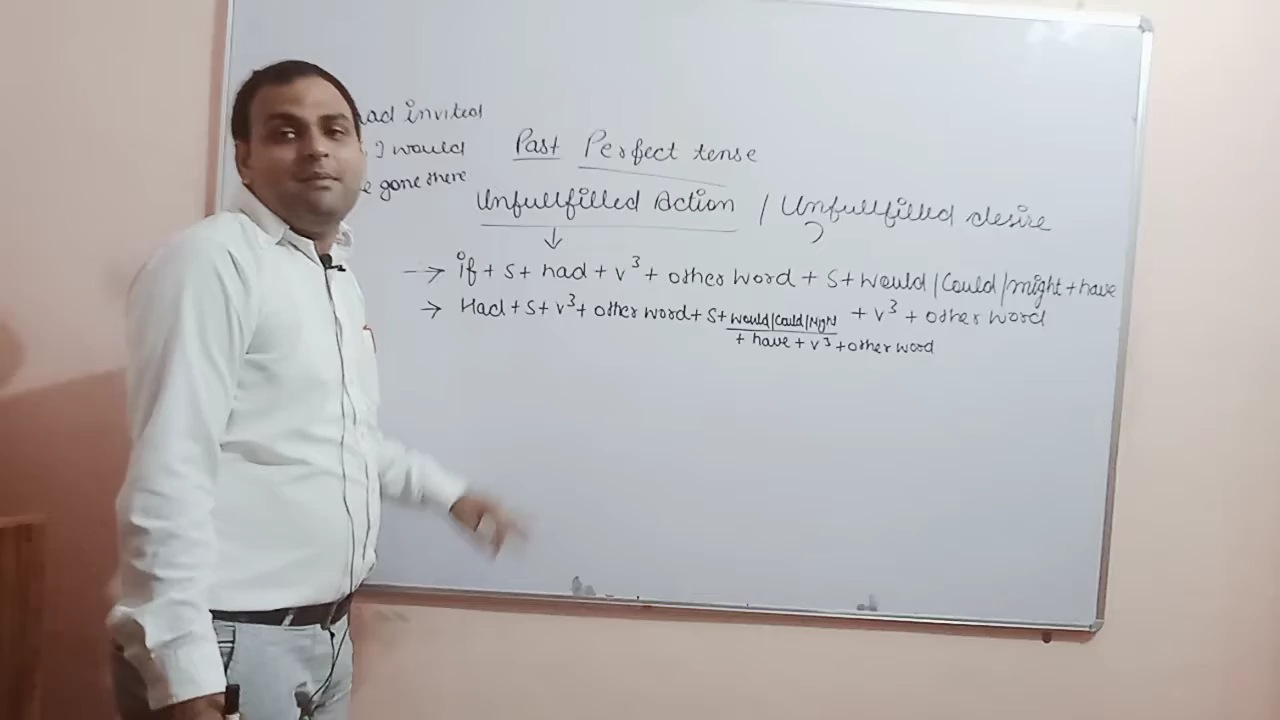 had invited
I would
gone there
Past Perfect tense
Unfullfilled Action / Unfullfilled desire
→ if + S + had + V³ + other word + S + would / Could / might + have + V³ + other word
→ Had + S + V³ + other word + S + would / Could / Might + have + V³ + other word